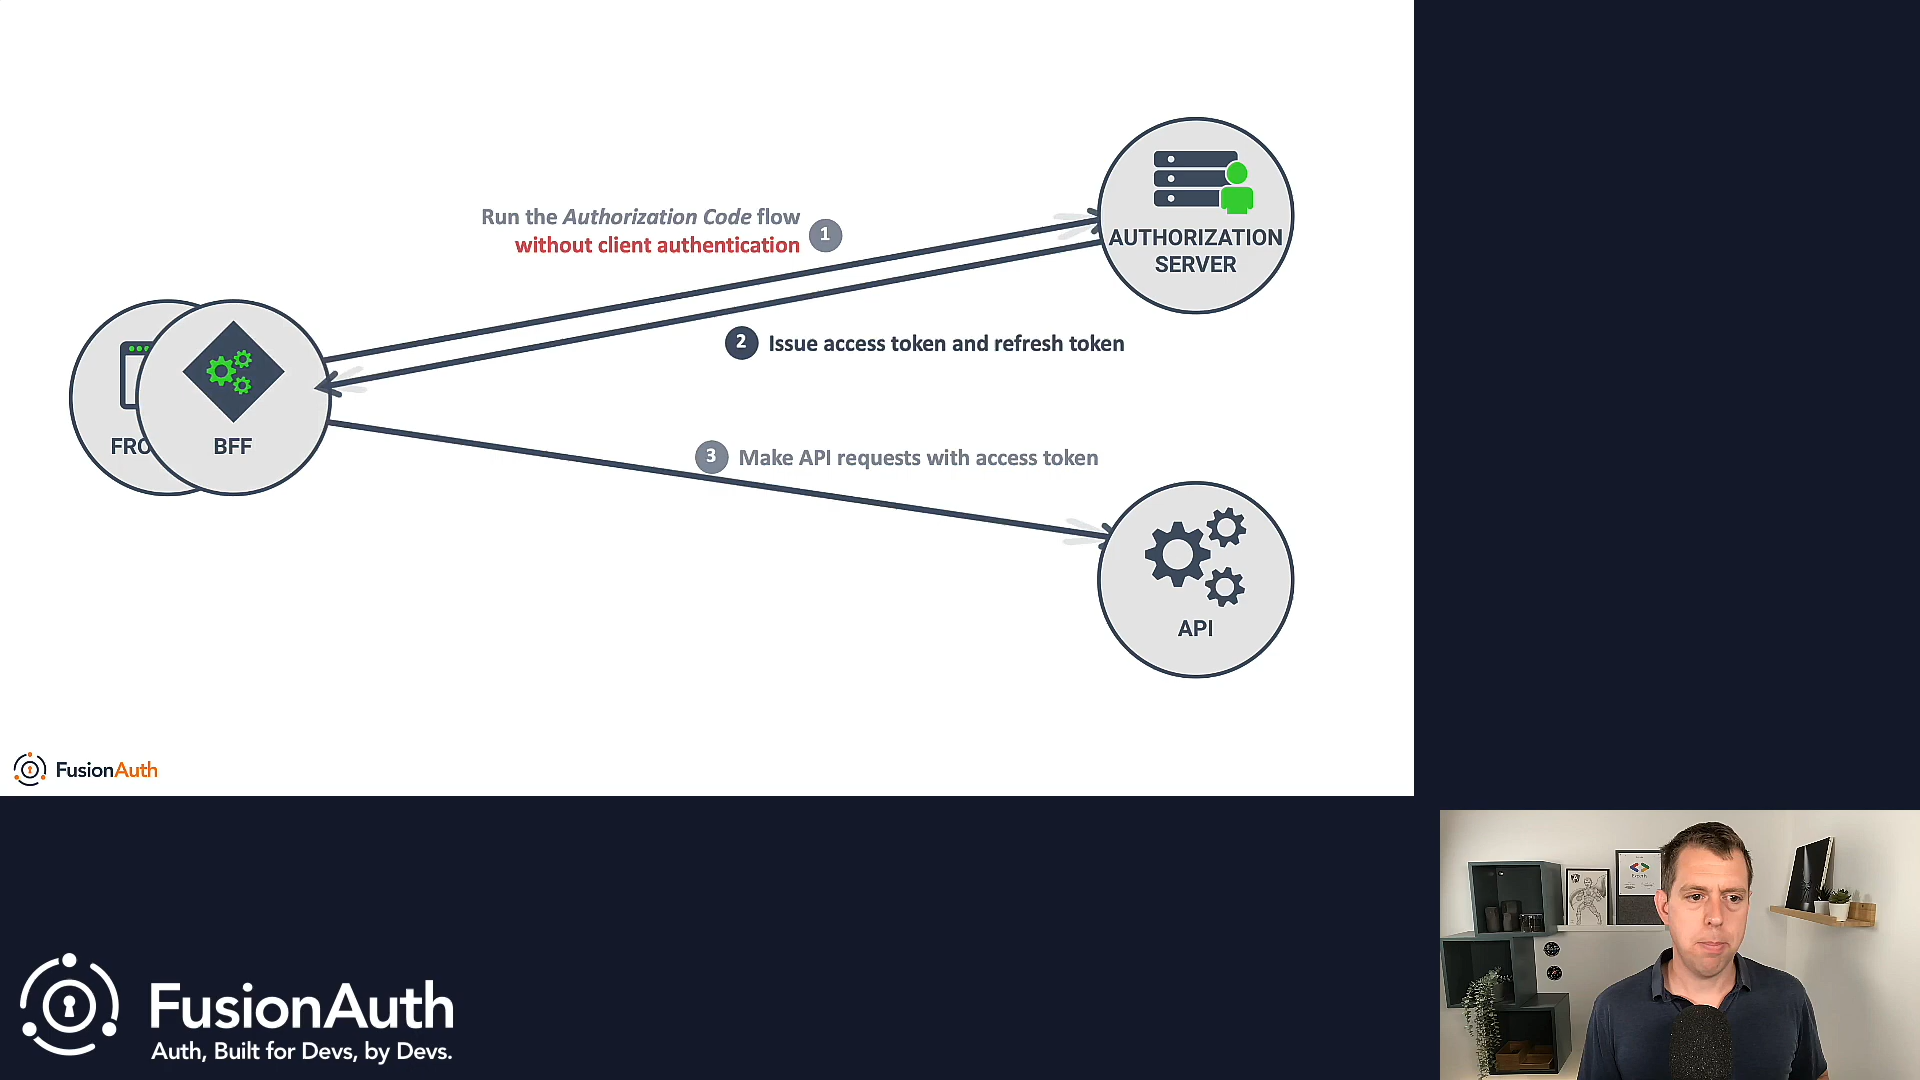 Run the Authorization Code flow
without client authentication
1
AUTHORIZATION
SERVER
2
Issue access token and refresh token
FRO
BFF
3
Make API requests with access token
API
FusionAuth
FusionAuth
Auth, Built for Devs, by Devs.